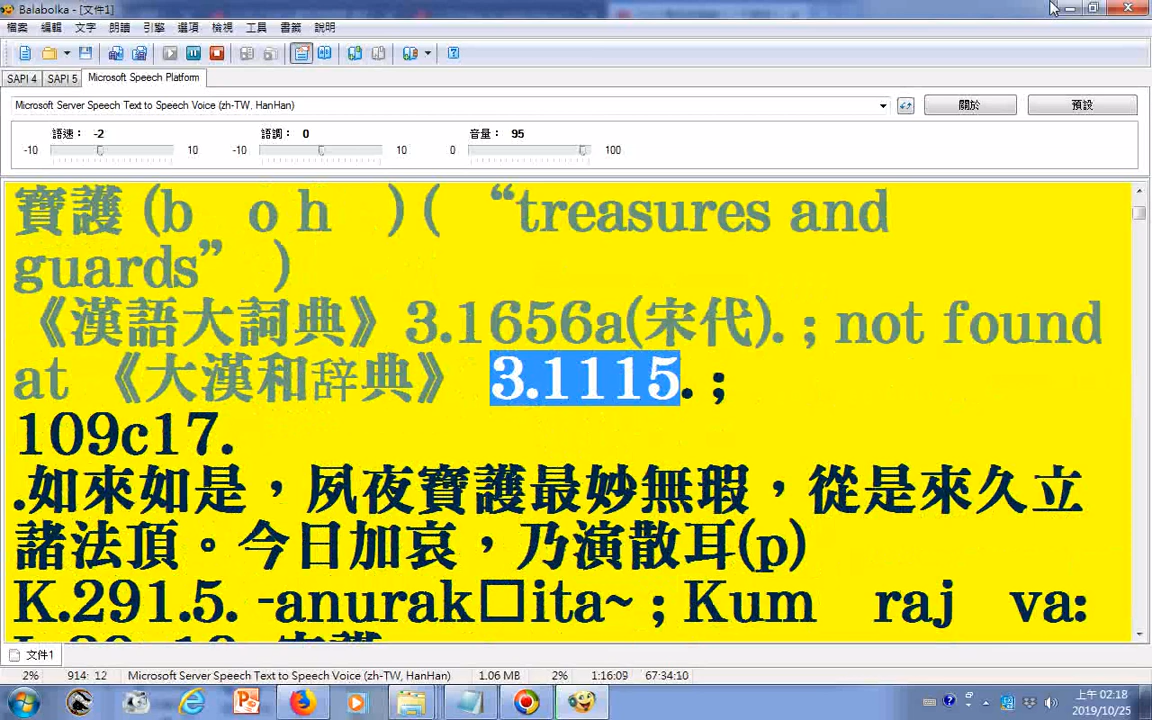 Balabolka - [文件1]
檔案 編輯 文字 朗讀 引擎 選項 檢視 工具 書籤 說明
SAPI 4 SAPI 5 Microsoft Speech Platform
Microsoft Server Speech Text to Speech Voice (zh-TW, HanHan) 關於 預設
語速： -2 語調： 0 音量： 95
-10 10 -10 10 0 100
寶護 (b o h )( “treasures and
guards” )
《漢語大詞典》3.1656a(宋代). ; not found
at 《大漢和辞典》 3.1115. ;
109c17.
.如來如是，夙夜寶護最妙無瑕，從是來久立
諸法頂。今日加哀，乃演散耳(p)
K.291.5. -anurak□ita~ ; Kum raj va:
文件1
2% 914: 12 Microsoft Server Speech Text to Speech Voice (zh-TW, HanHan) 1.06 MB 2% 1:16:09 67:34:10
上午 02:18
2019/10/25